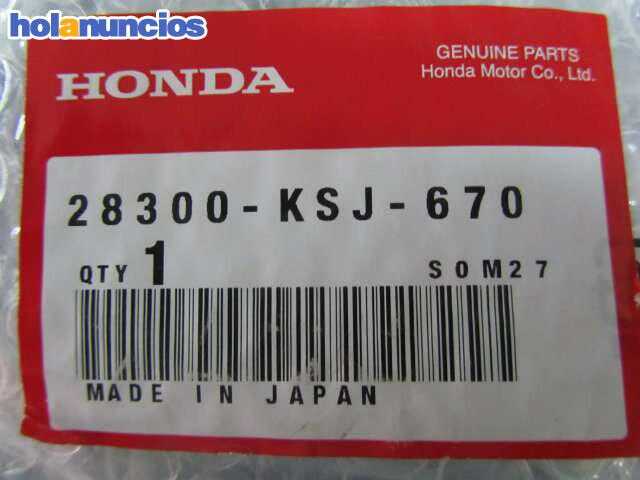 holanuncios
HONDA
GENUINE PARTS
Honda Motor Co., Ltd.
28300-KSJ-670
QTY 1 SOM27
MADE IN JAPAN